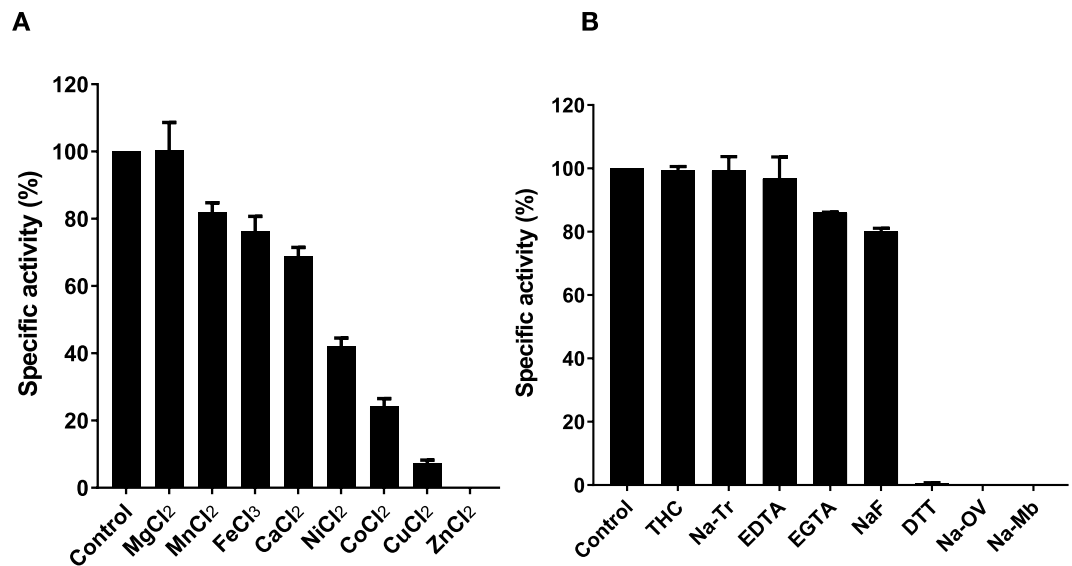 A
Specific activity (%)
120
100
80
60
40
20
0
Control
MgCl2
MnCl2
FeCl3
CaCl2
NiCl2
CoCl2
CuCl2
ZnCl2
B
Specific activity (%)
120
100
80
60
40
20
0
Control
THC
Na-Tr
EDTA
EGTA
NaF
DTT
Na-OV
Na-Mb